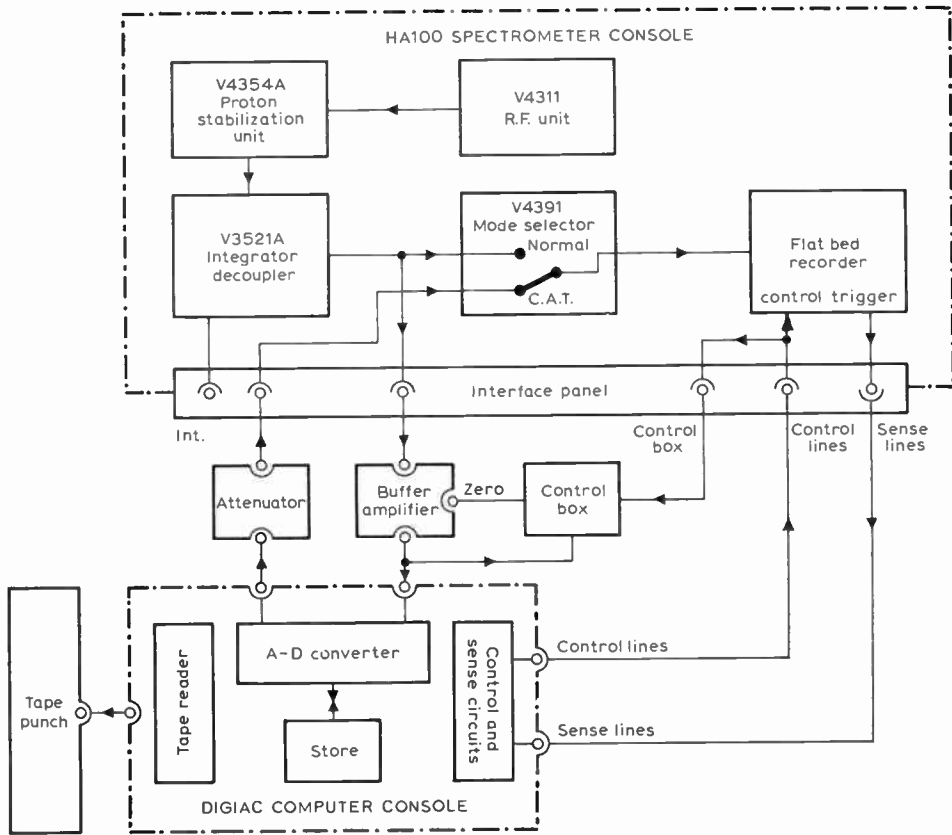 HA100 SPECTROMETER CONSOLE
V4354A
Proton
stabilization
unit
V4311
R.F. unit
V3521A
Integrator
decoupler
V4391
Mode selector
Normal
C.A.T.
Flat bed
recorder
control trigger
Interface panel
Int.
Control
box
Control
lines
Sense
lines
Attenuator
Buffer
amplifier
Zero
Control
box
Tape
punch
Tape reader
A-D converter
Store
Control and
sense circuits
Control lines
Sense lines
DIGIAC COMPUTER CONSOLE